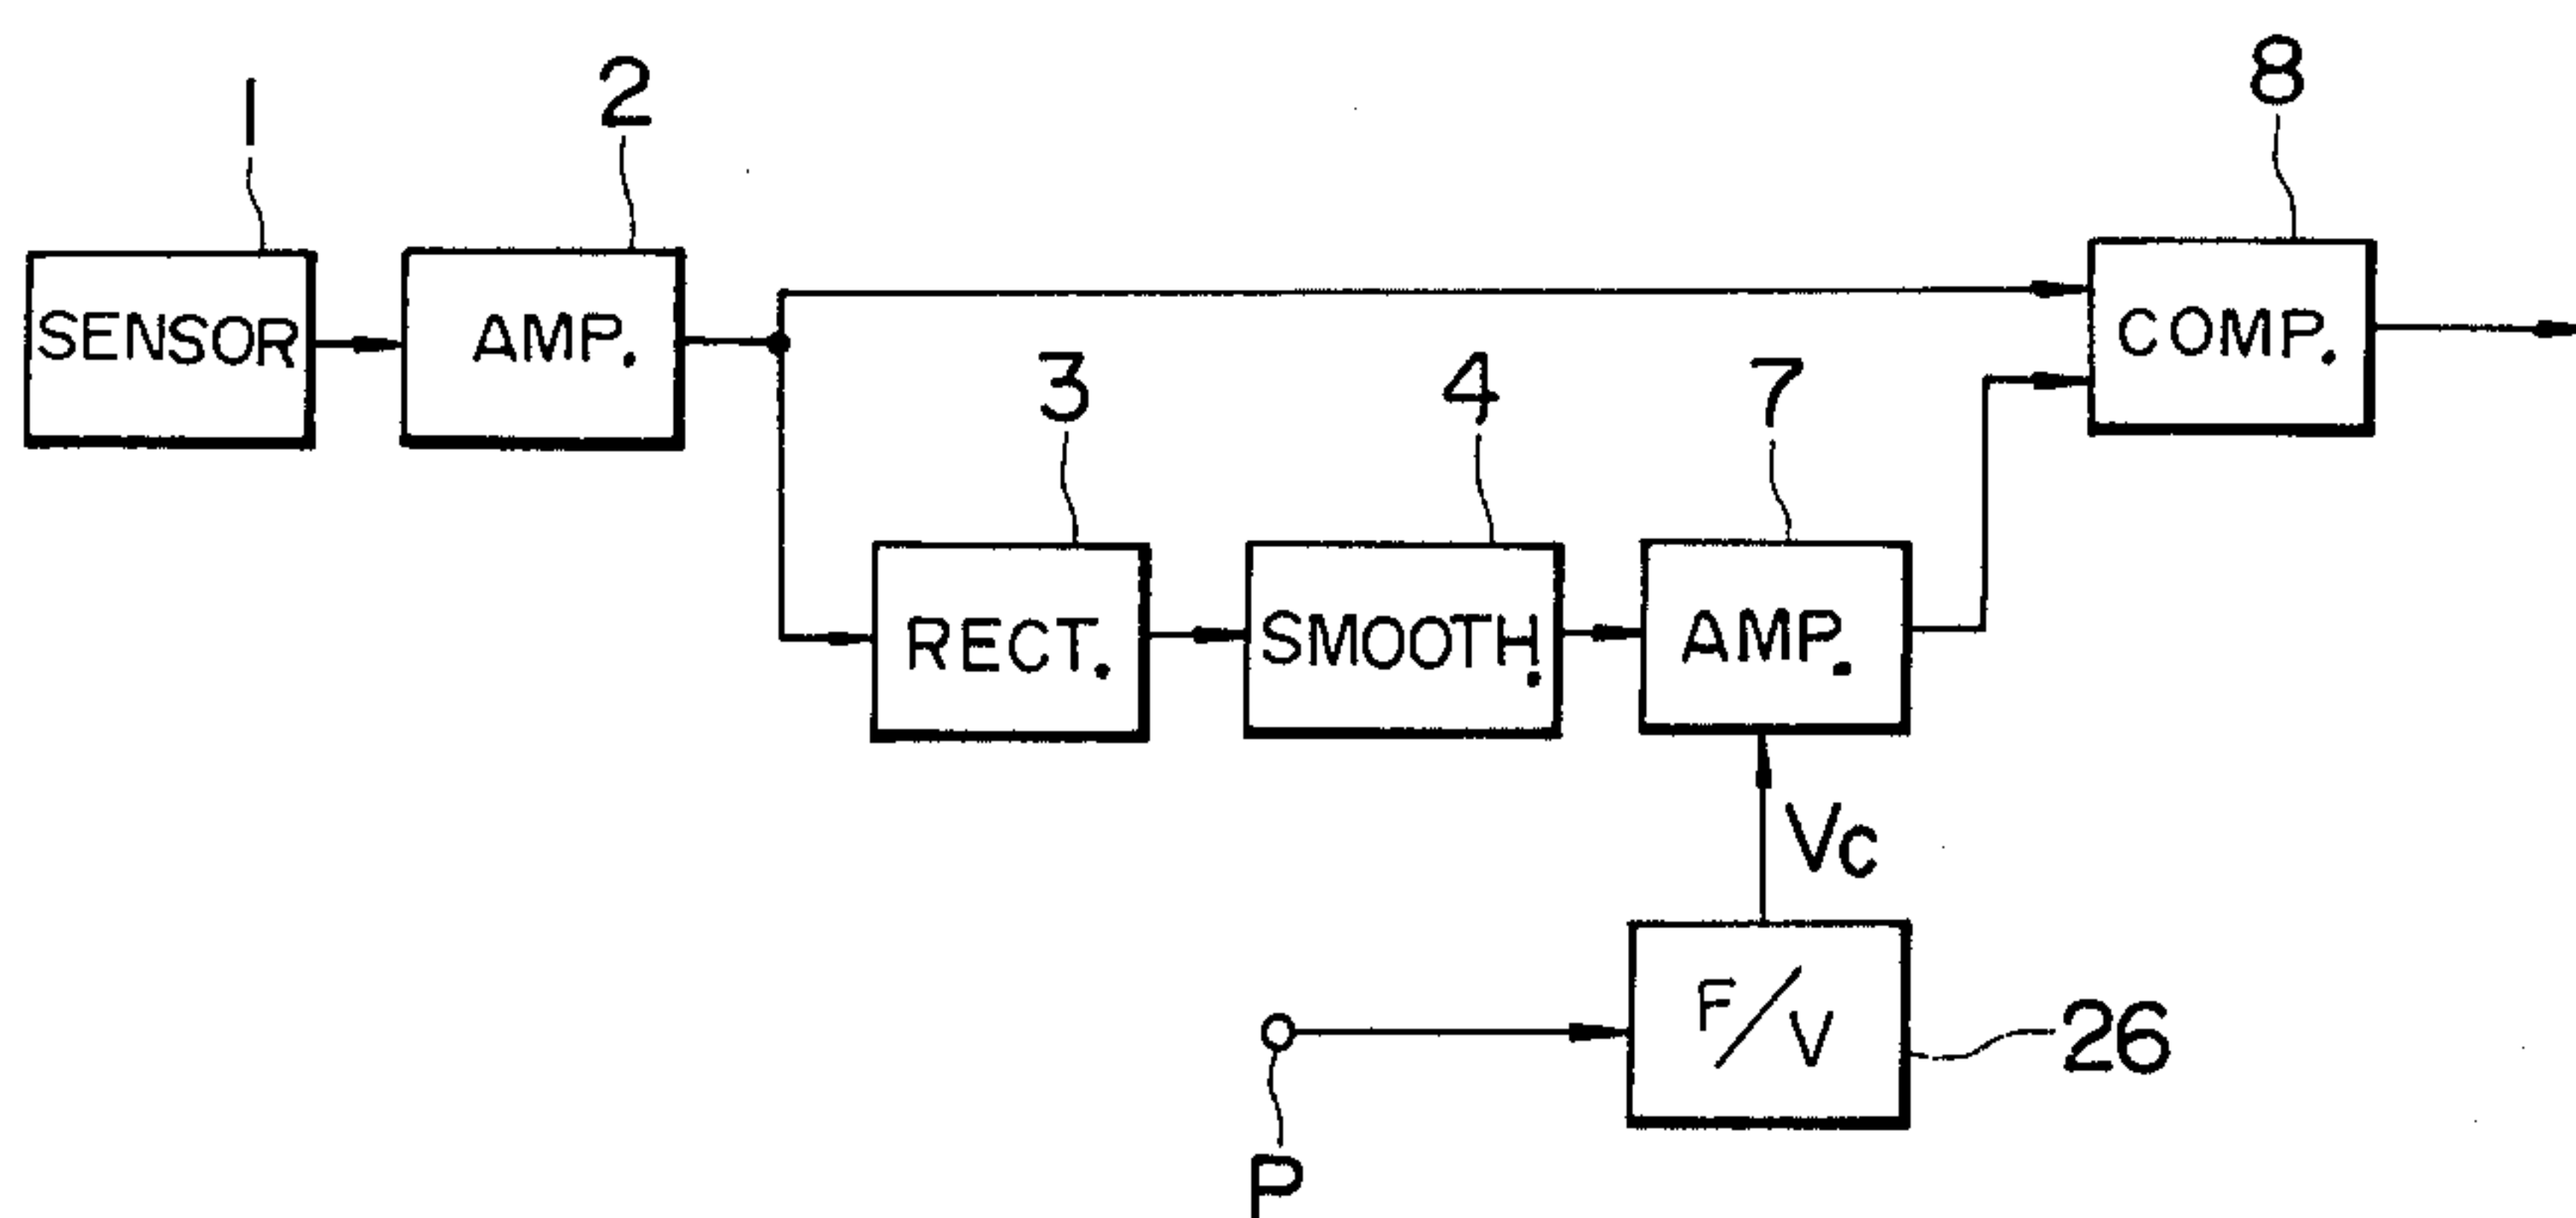 1
2
8
SENSOR
AMP.
COMP.
3
4
7
RECT.
SMOOTH.
AMP.
Vc
F/V
26
P